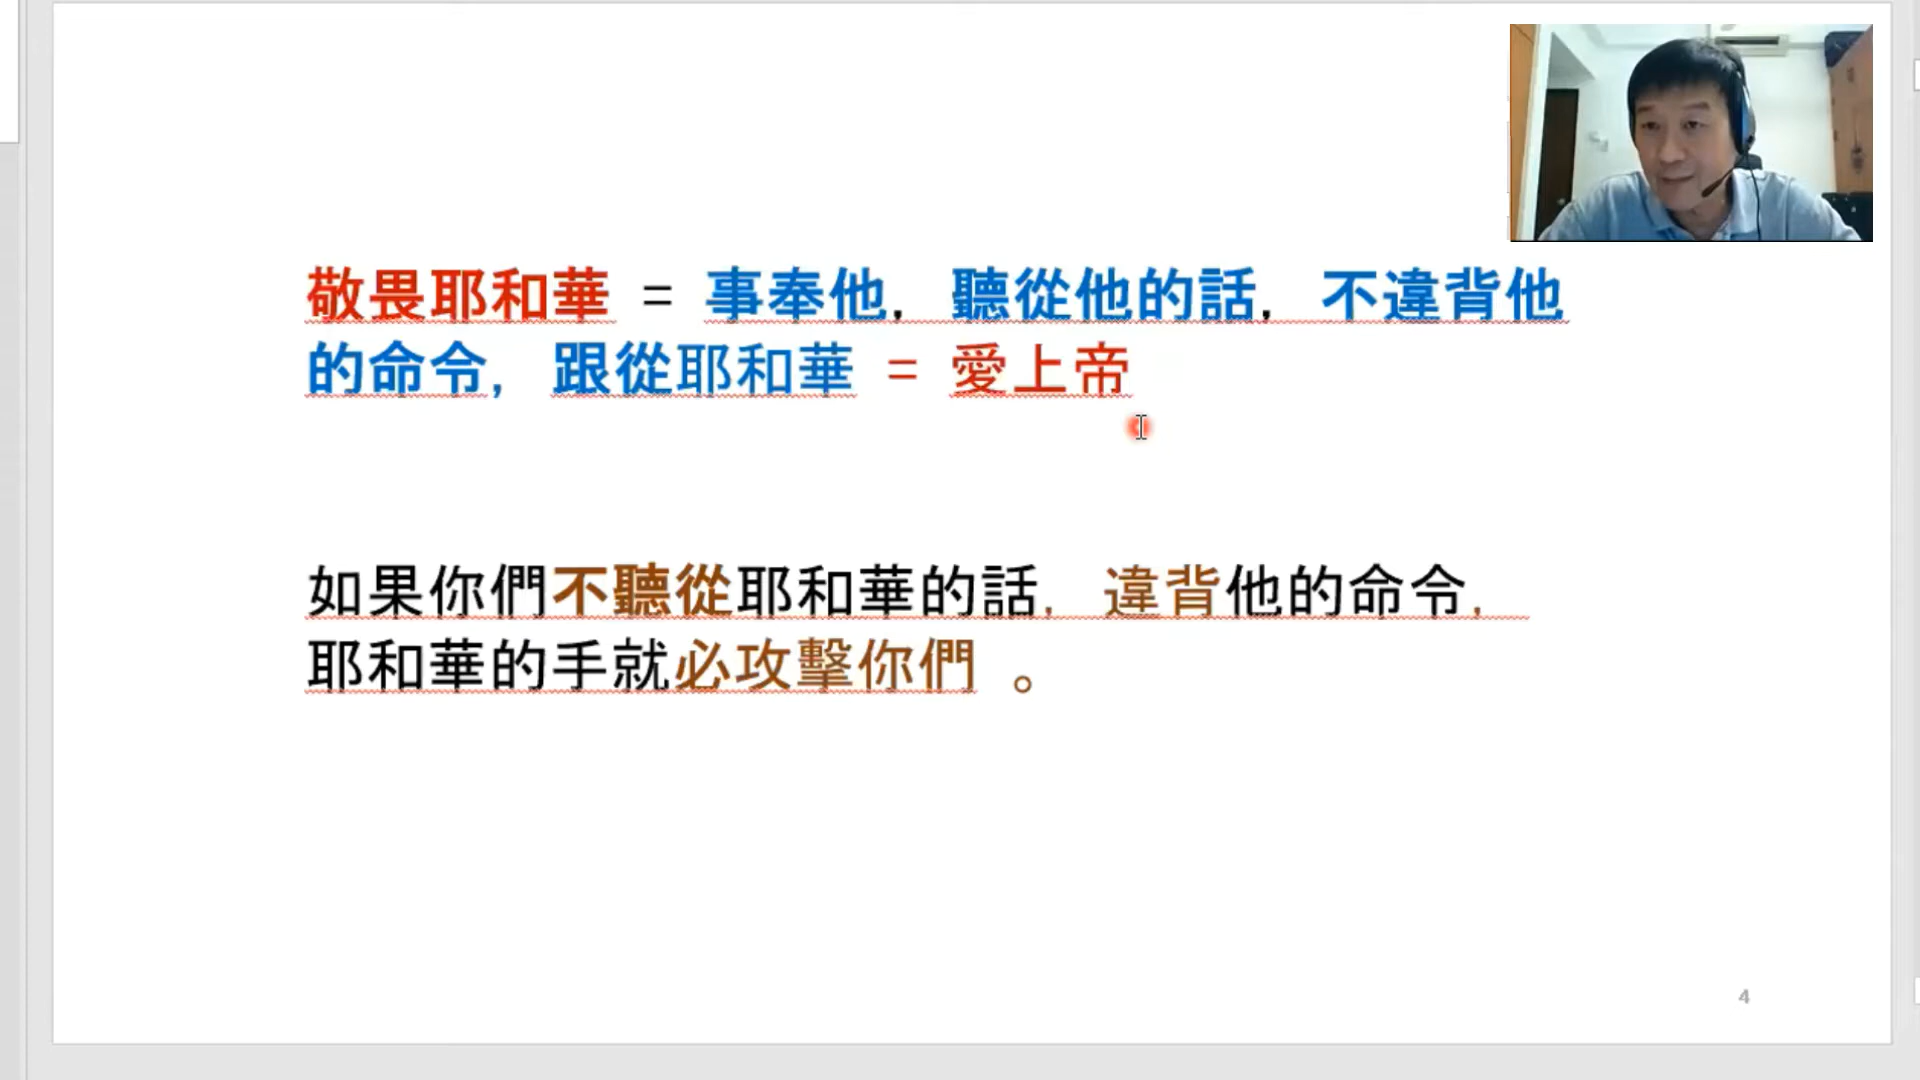 敬畏耶和華 = 事奉他，聽從他的話，不違背他
的命令，跟從耶和華 = 愛上帝
如果你們不聽從耶和華的話，違背他的命令，
耶和華的手就必攻擊你們 。
4